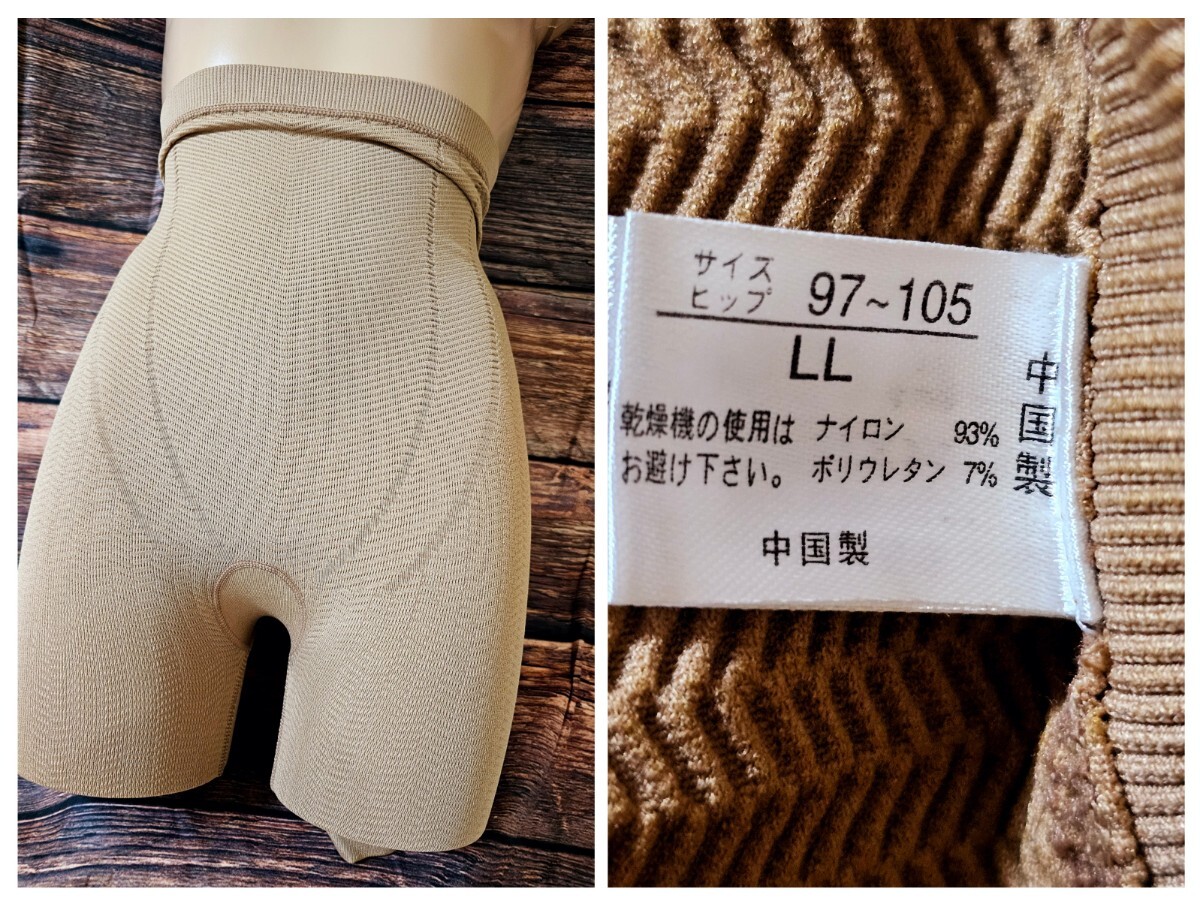 サイズ
ヒップ 97~105
LL
乾燥機の使用は ナイロン 93%
お避け下さい。 ポリウレタン 7%
中国製
中国製